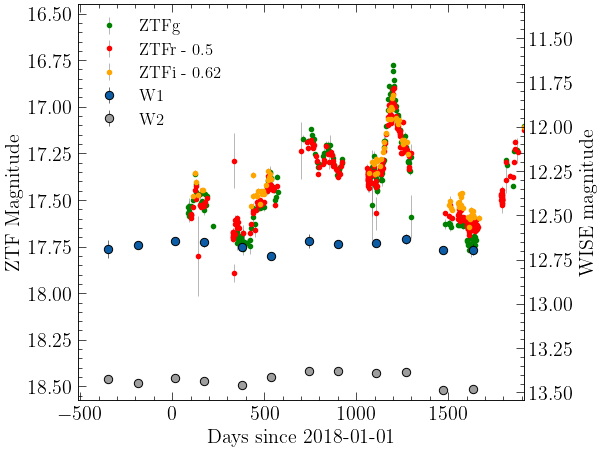 ZTFg
ZTFr - 0.5
ZTFi - 0.62
W1
W2
16.50
16.75
17.00
17.25
17.50
17.75
18.00
18.25
18.50
ZTF Magnitude
11.50
11.75
12.00
12.25
12.50
12.75
13.00
13.25
13.50
WISE magnitude
−500
0
500
1000
1500
Days since 2018-01-01